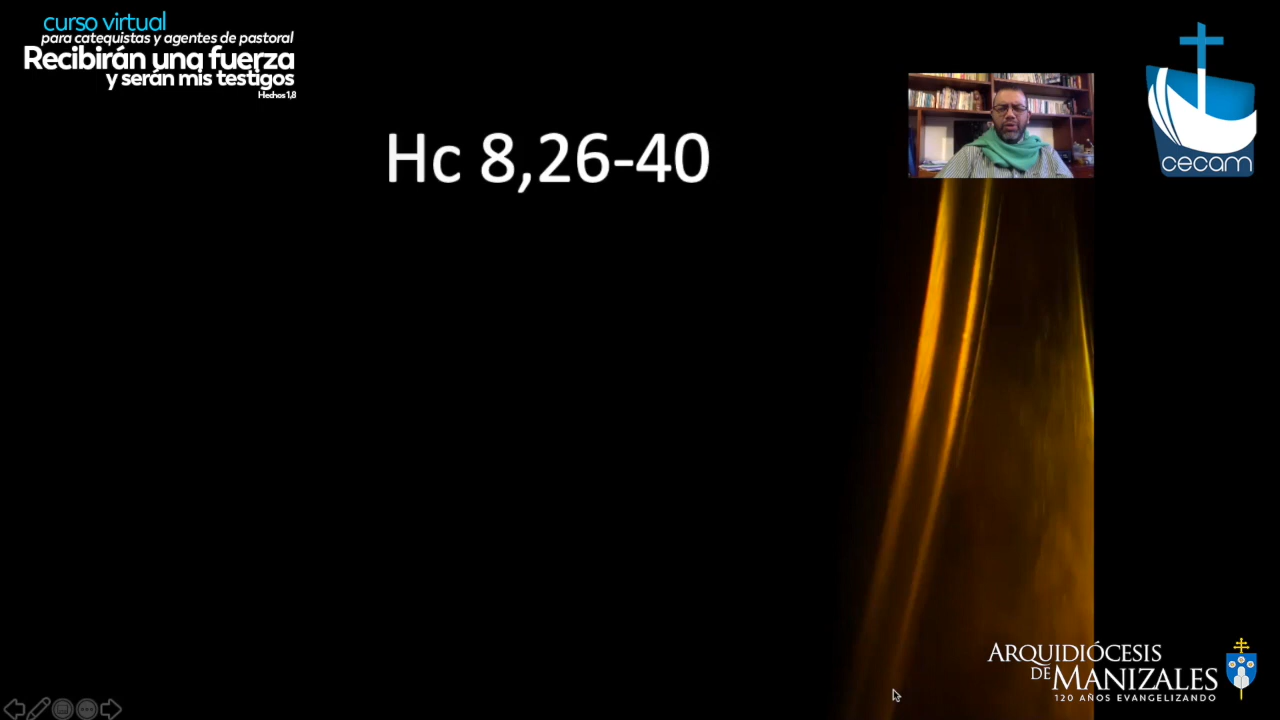 curso virtual
para catequistas y agentes de pastoral
Recibirán una fuerza
y serán mis testigos
Hechos 1,8
Hc 8,26-40
cecam
ARQUIDIÓCESIS
DE MANIZALES
120 AÑOS EVANGELIZANDO